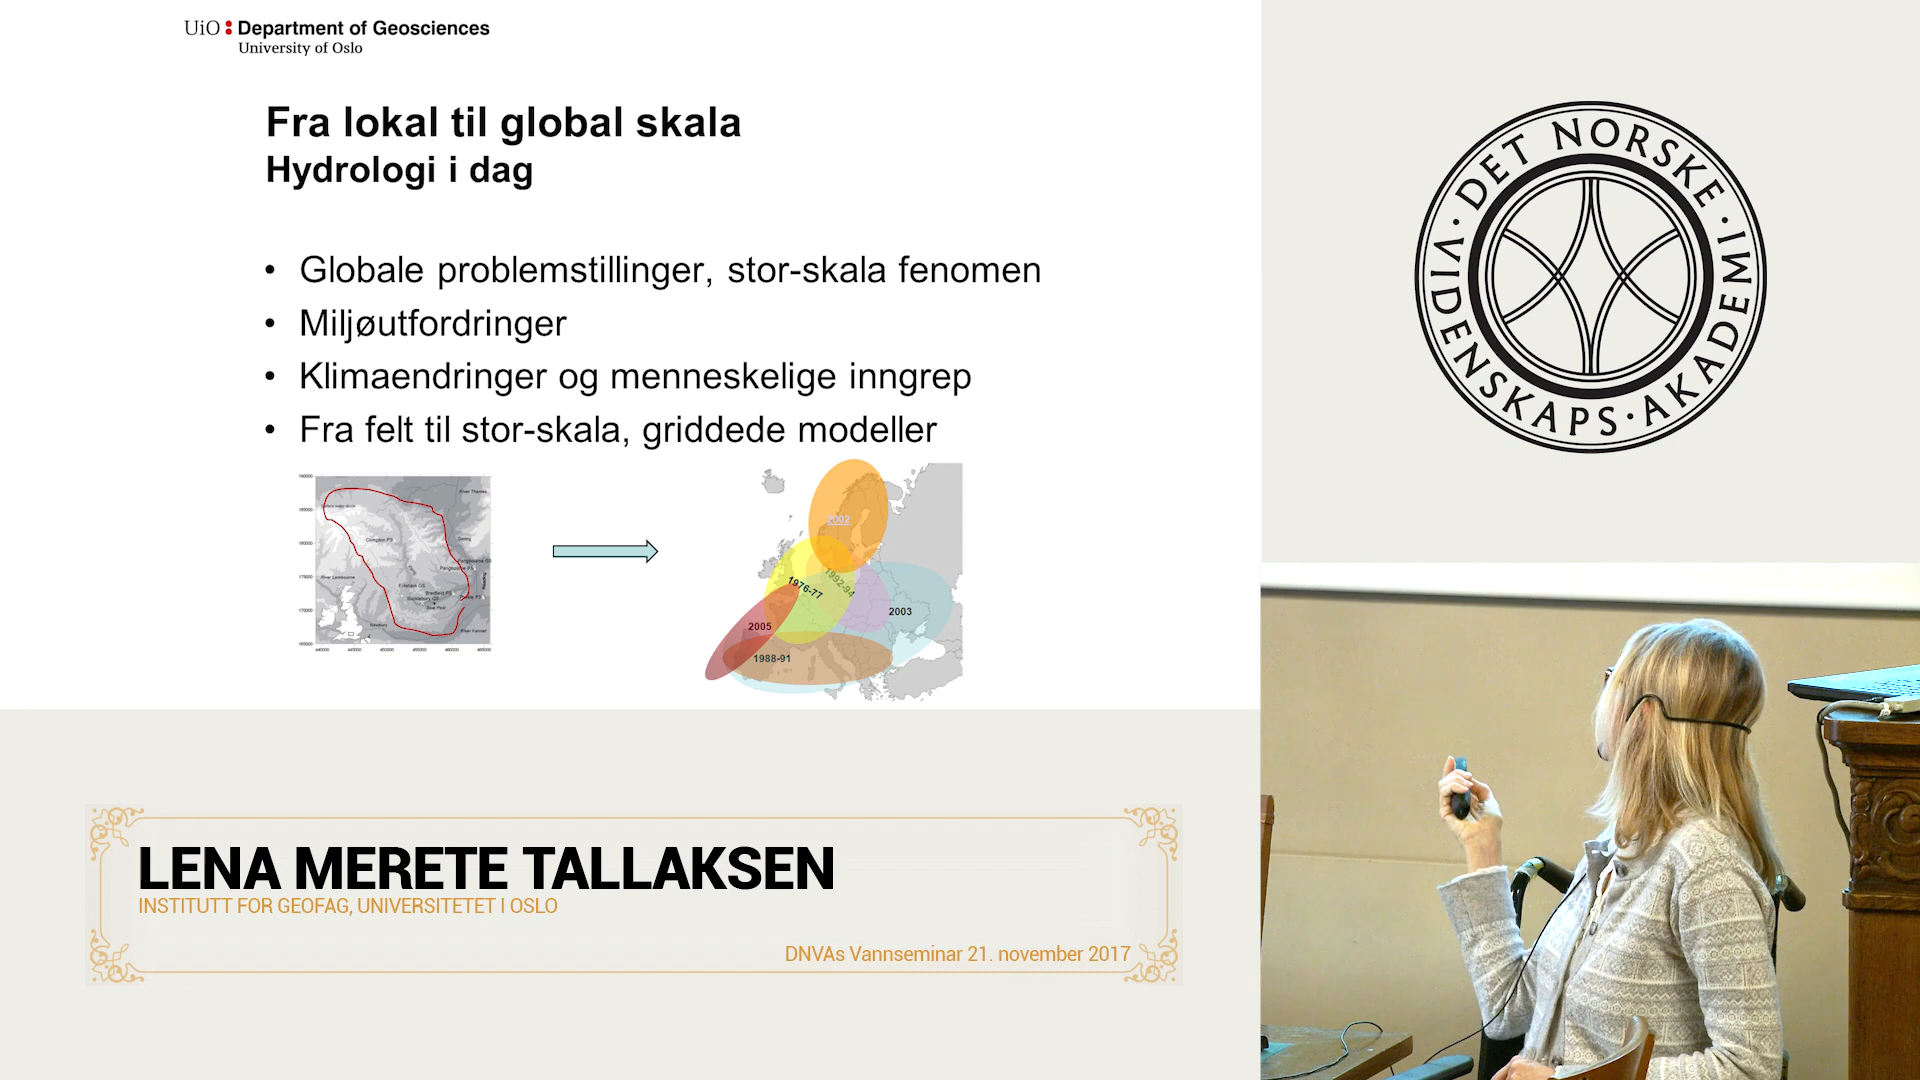 UiO Department of Geosciences
University of Oslo
Fra lokal til global skala
Hydrologi i dag
• Globale problemstillinger, stor-skala fenomen
• Miljøutfordringer
• Klimaendringer og menneskelige inngrep
• Fra felt til stor-skala, griddede modeller
2002
1976-77
1992-94
2003
2005
1988-91
DET NORSKE · VIDENSKAPS · AKADEMI ·
LENA MERETE TALLAKSEN
INSTITUTT FOR GEOFAG, UNIVERSITETET I OSLO
DNVAs Vannseminar 21. november 2017